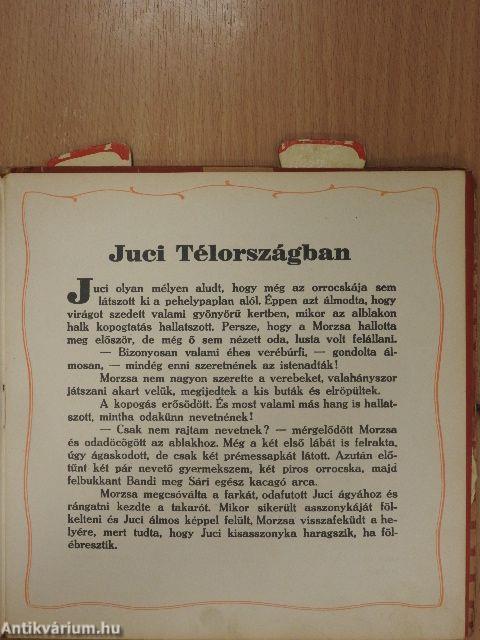 Juci Télországban
Juci olyan mélyen aludt, hogy még az orrocskája sem
látszott ki a pehelypaplan alól. Éppen azt álmodta, hogy
virágot szedett valami gyönyörű kertben, mikor az alblakon
halk kopogtatás hallatszott. Persze, hogy a Morzsa hallotta
meg először, de még ő sem nézett oda, lusta volt felállani.
— Bizonyosan valami éhes verébúrfi, — gondolta ál-
mosan, — mindég enni szeretnének az istenadták!
Morzsa nem nagyon szerette a verebeket, valahányszor
játszani akart velük, megijedtek a kis buták és elröpültek.
A kopogás erősödött. És most valami más hang is hallat-
szott, mintha odakünn nevetnének!
— Csak nem rajtam nevetnek? — mérgelődött Morzsa
és odadöcögött az ablakhoz. Még a két első lábát is felrakta,
úgy ágaskodott, de csak két prémessapkát látott. Azután elő-
tünt két pár nevető gyermekszem, két piros orrocska, majd
felbukkant Bandi meg Sári egész kacagó arca.
Morzsa megcsóválta a farkát, odafutott Juci ágyához és
rángatni kezdte a takarót. Mikor sikerült asszonykáját föl-
kelteni és Juci álmos képpel felült, Morzsa visszafeküdt a he-
lyére, mert tudta, hogy Juci kisasszonyka haragszik, ha föl-
ébresztik.
Antikvárium.hu